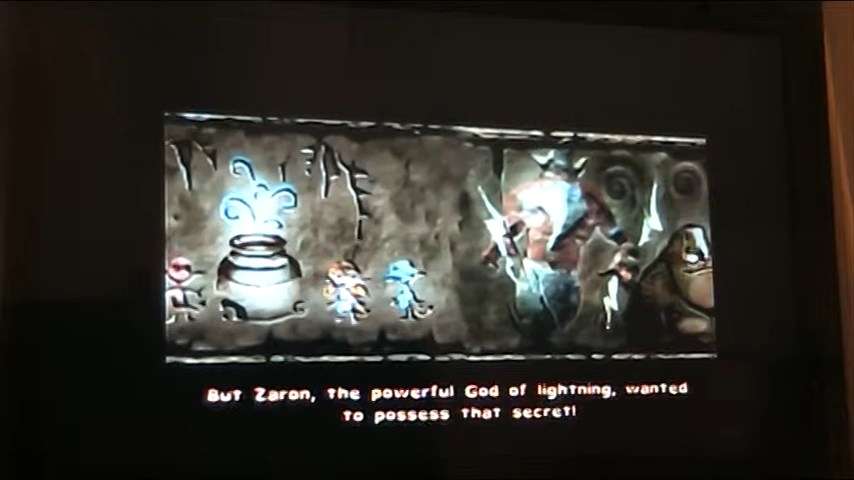 But Zaron, the powerful God of lightning, wanted
to possess that secret!